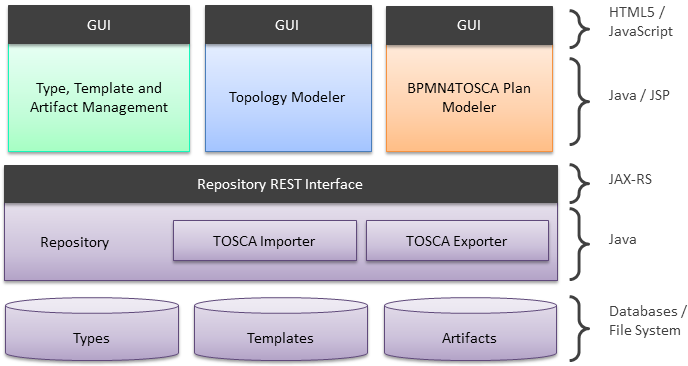 GUI
GUI
GUI
HTML5 /
JavaScript
Type, Template and
Artifact Management
Topology Modeler
BPMN4TOSCA Plan
Modeler
Java / JSP
Repository REST Interface
JAX-RS
Repository
TOSCA Importer
TOSCA Exporter
Java
Types
Templates
Artifacts
Databases /
File System